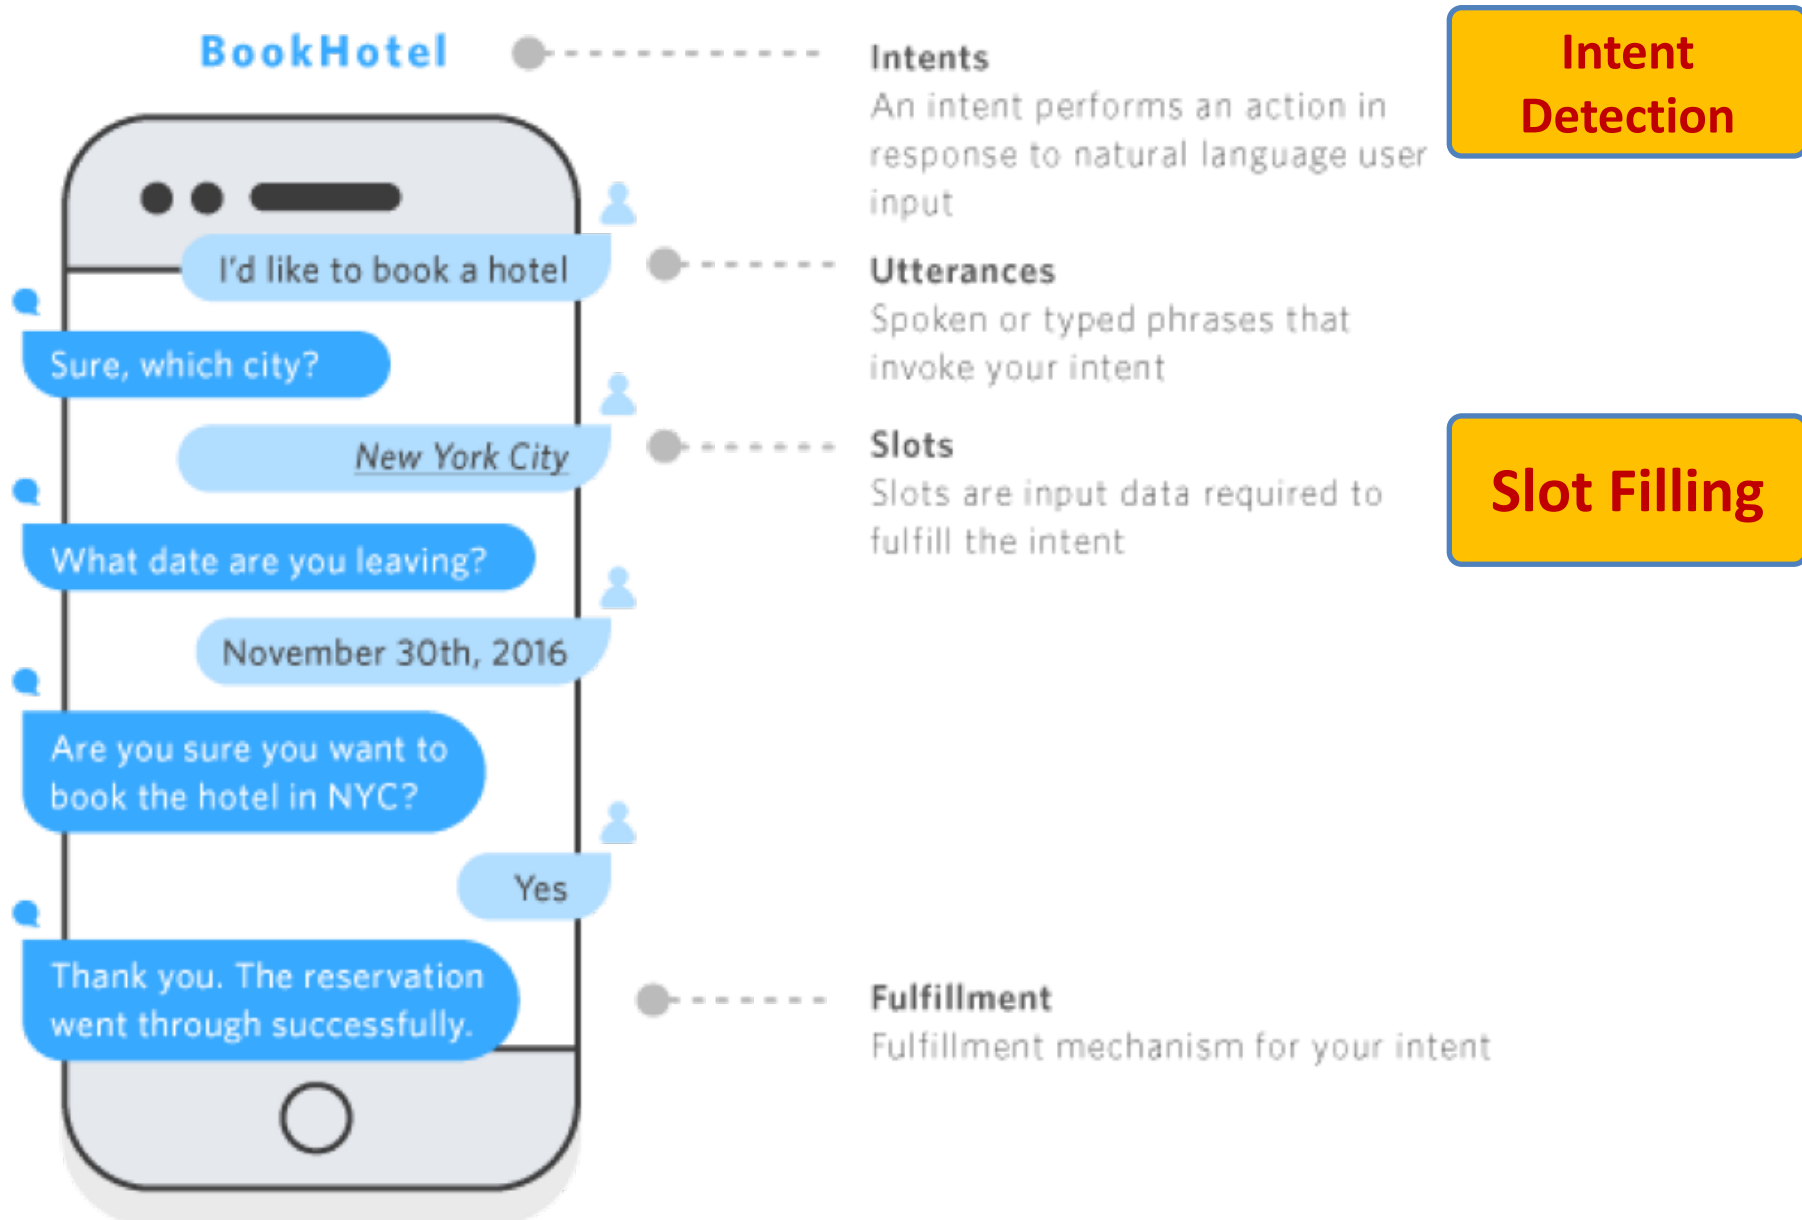 BookHotel
I'd like to book a hotel
Sure, which city?
New York City
What date are you leaving?
November 30th, 2016
Are you sure you want to
book the hotel in NYC?
Yes
Thank you. The reservation
went through successfully.
Intents
An intent performs an action in
response to natural language user
input
Utterances
Spoken or typed phrases that
invoke your intent
Slots
Slots are input data required to
fulfill the intent
Fulfillment
Fulfillment mechanism for your intent
Intent
Detection
Slot Filling